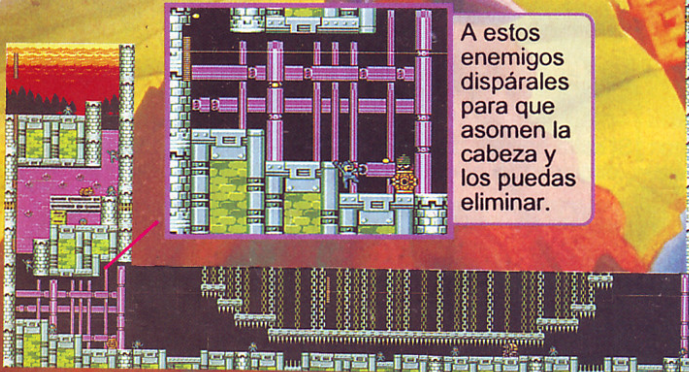 A estos
enemigos
dispárales
para que
asomen la
cabeza y
los puedas
eliminar.